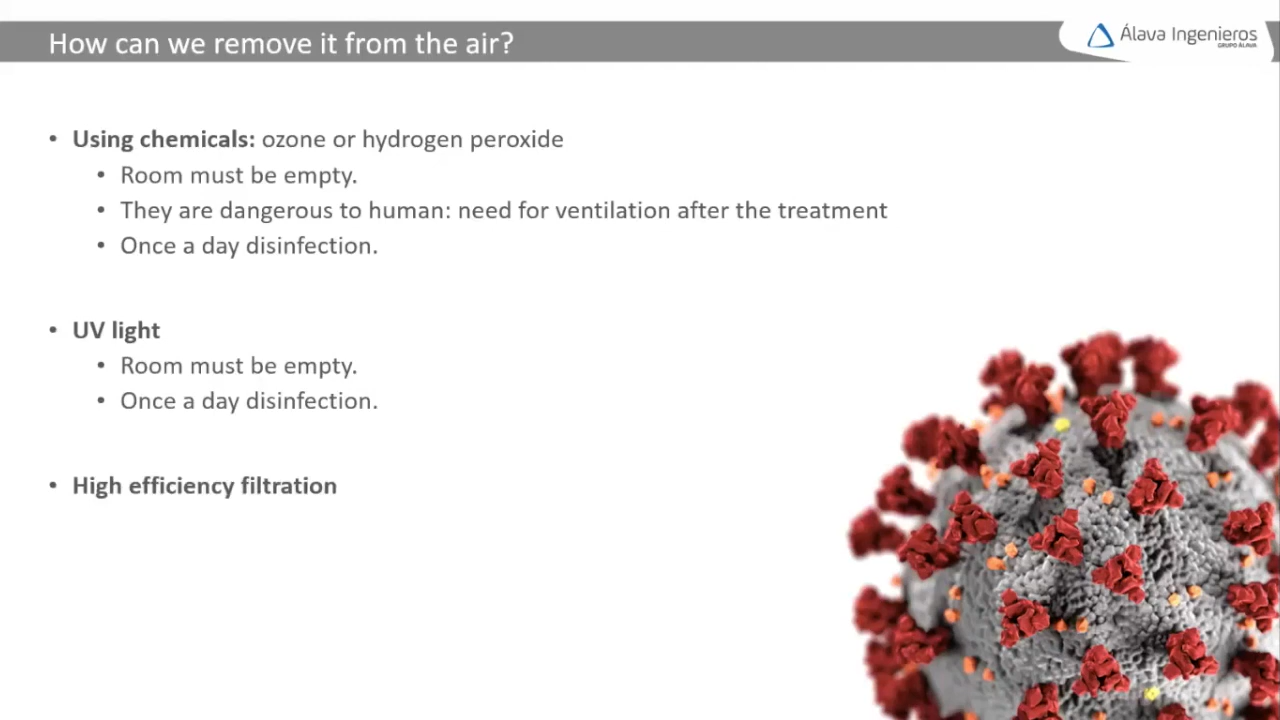 How can we remove it from the air?
Álava Ingenieros
GRUPO ÁLAVA
• Using chemicals: ozone or hydrogen peroxide
• Room must be empty.
• They are dangerous to human: need for ventilation after the treatment
• Once a day disinfection.
• UV light
• Room must be empty.
• Once a day disinfection.
• High efficiency filtration